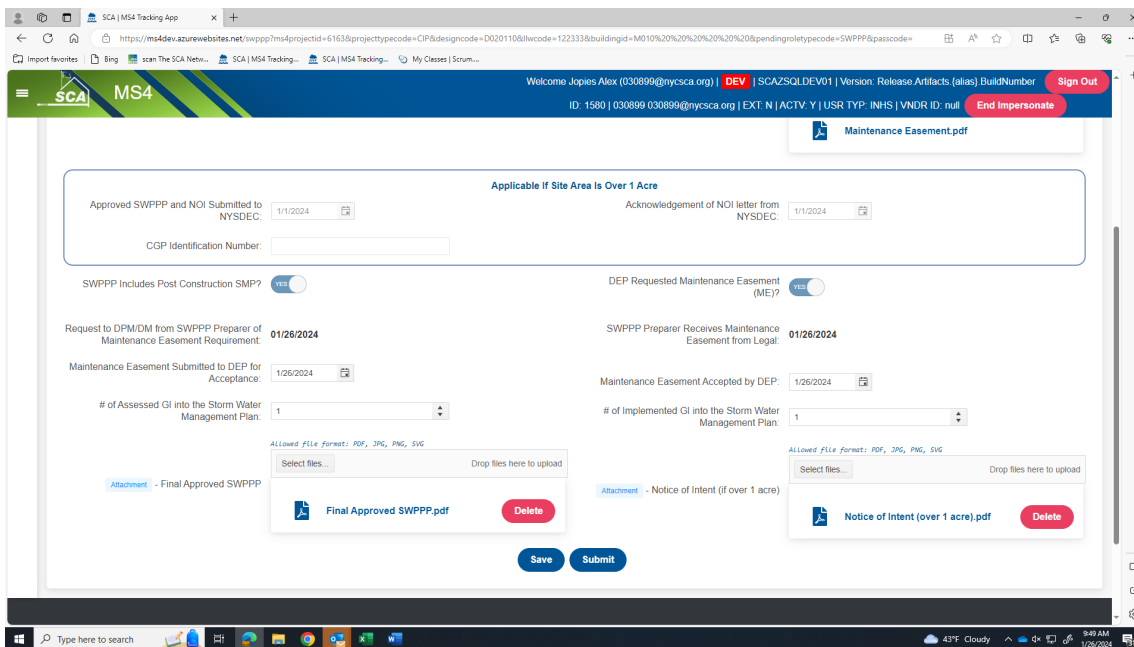 SCA | MS4 Tracking App
https://ms4dev.azurewebsites.net/swppp?ms4projectid=6163&projecttypecode=CIP&designcode=D020110&llwcode=122333&buildingid=M010%20%20%20%20%20%20&pendingroletypecode=SWPPP&passcode=
Import favorites
Bing
scan The SCA Netw...
SCA | MS4 Tracking...
SCA | MS4 Tracking...
My Classes | Scrum....
SCA
MS4
Welcome Jopies Alex (030899@nycsca.org) | DEV | SCAZSQLDEV01 | Version: Release.Artifacts.{alias}.BuildNumber
Sign Out
ID: 1580 | 030899 030899@nycsca.org | EXT: N | ACTV: Y | USR TYP: INHS | VNDR ID: null
End Impersonate
Maintenance Easement.pdf
Applicable If Site Area Is Over 1 Acre
Approved SWPPP and NOI Submitted to
NYSDEC:
1/1/2024
Acknowledgement of NOI letter from
NYSDEC:
1/1/2024
CGP Identification Number:
SWPPP Includes Post Construction SMP?
YES
DEP Requested Maintenance Easement
(ME)?
YES
Request to DPM/DM from SWPPP Preparer of
Maintenance Easement Requirement:
01/26/2024
SWPPP Preparer Receives Maintenance
Easement from Legal:
01/26/2024
Maintenance Easement Submitted to DEP for
Acceptance:
1/26/2024
Maintenance Easement Accepted by DEP:
1/26/2024
# of Assessed GI into the Storm Water
Management Plan:
1
# of Implemented GI into the Storm Water
Management Plan:
1
Allowed file format: PDF, JPG, PNG, SVG
Select files...
Drop files here to upload
Attachment - Final Approved SWPPP
Final Approved SWPPP.pdf
Delete
Allowed file format: PDF, JPG, PNG, SVG
Select files...
Drop files here to upload
Attachment - Notice of Intent (if over 1 acre)
Notice of Intent (over 1 acre).pdf
Delete
Save
Submit
Type here to search
43°F Cloudy
9:49 AM
1/26/2024